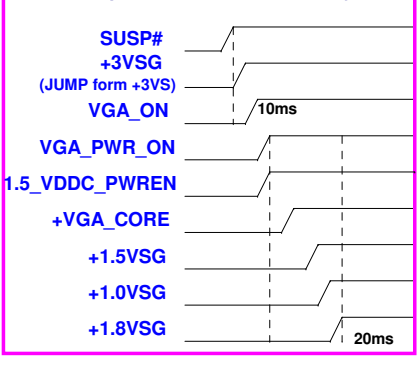 SUSP#
+3VSG
(JUMP form +3VS)
VGA_ON
10ms
VGA_PWR_ON
1.5_VDDC_PWREN
+VGA_CORE
+1.5VSG
+1.0VSG
+1.8VSG
20ms